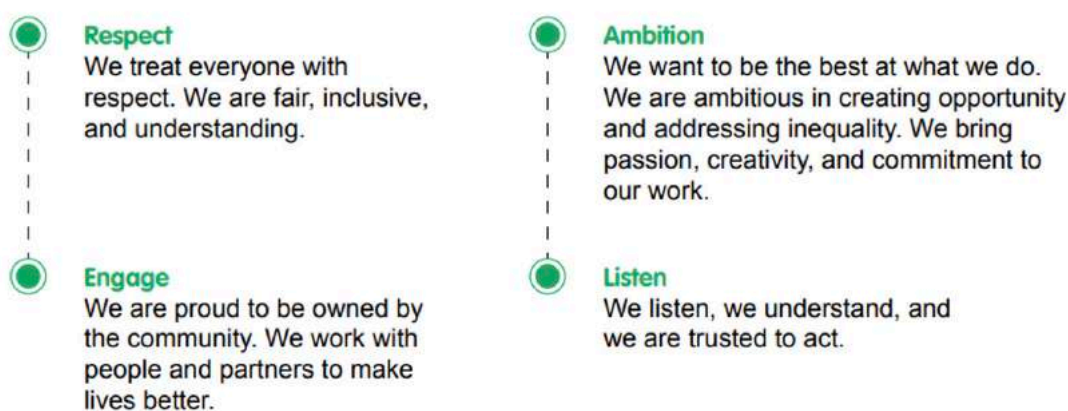 Respect
We treat everyone with
respect. We are fair, inclusive,
and understanding.
Engage
We are proud to be owned by
the community. We work with
people and partners to make
lives better.
Ambition
We want to be the best at what we do.
We are ambitious in creating opportunity
and addressing inequality. We bring
passion, creativity, and commitment to
our work.
Listen
We listen, we understand, and
we are trusted to act.